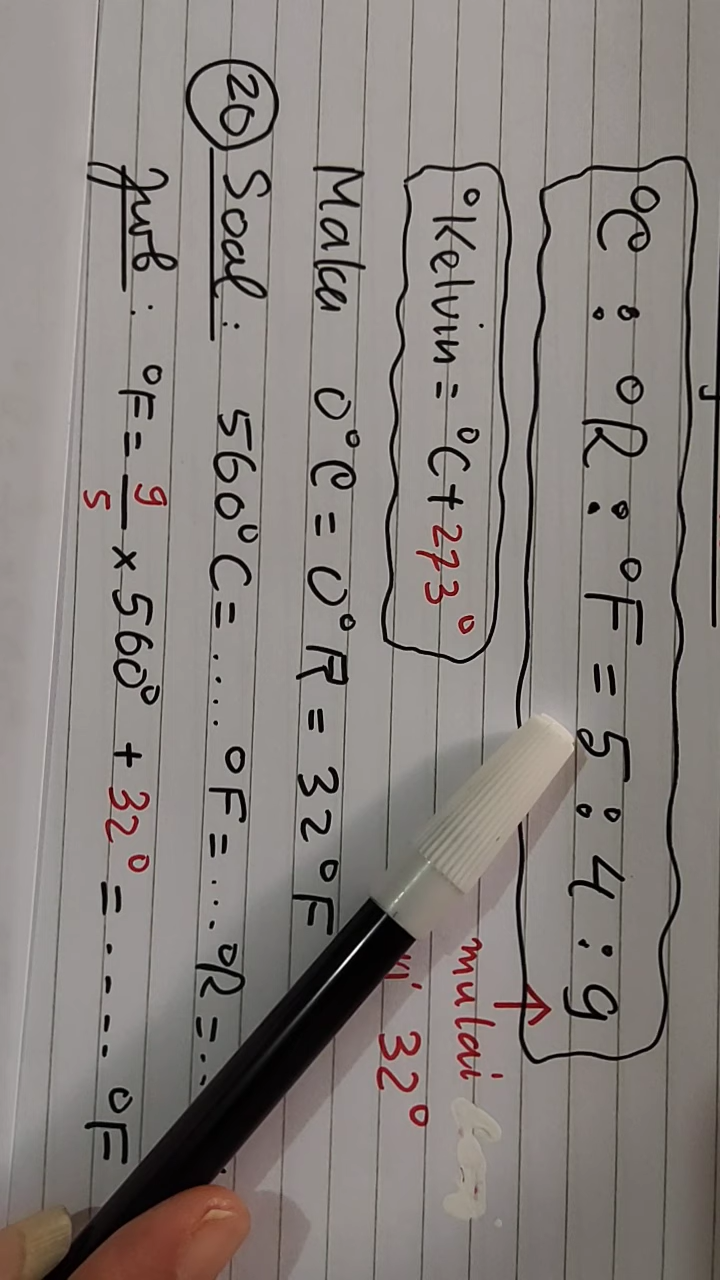 °C : °R : °F = 5 : 4 : 9
°Kelvin = °C + 273°
mulai
32°
Maka 0°C = 0°R = 32°F
20 Soal : 560°C = .... °F = ... °R = ..
Jwb : °F = 9/5 × 560° + 32° = ..... °F